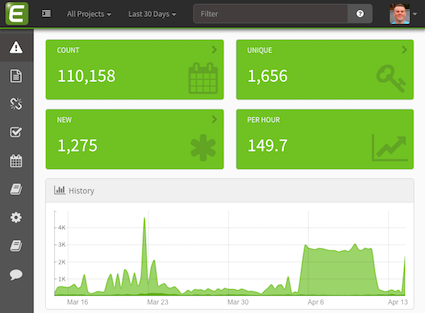 E
All Projects
Last 30 Days
Filter
COUNT
110,158
UNIQUE
1,656
NEW
1,275
PER HOUR
149.7
History
4K
3K
2K
1K
Mar 16
Mar 23
Mar 30
Apr 6
Apr 13